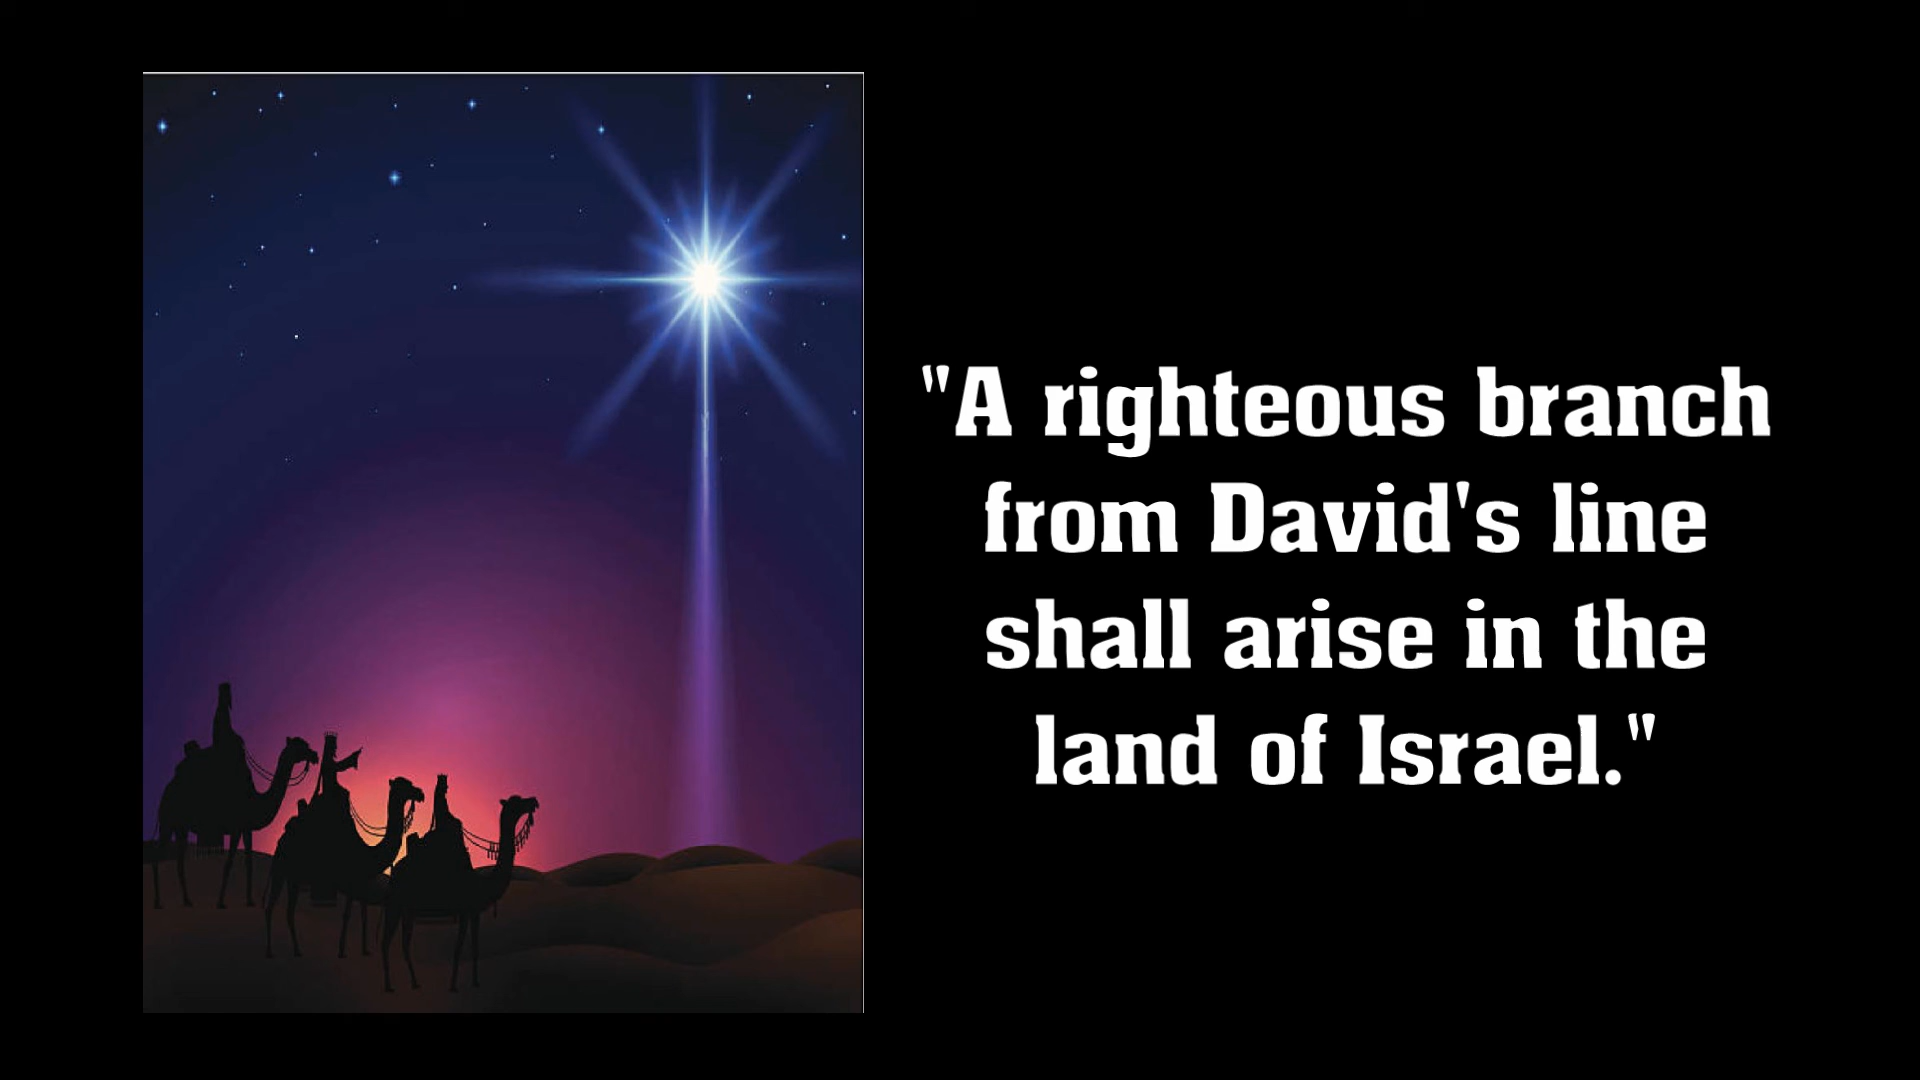 "A righteous branch
from David's line
shall arise in the
land of Israel."